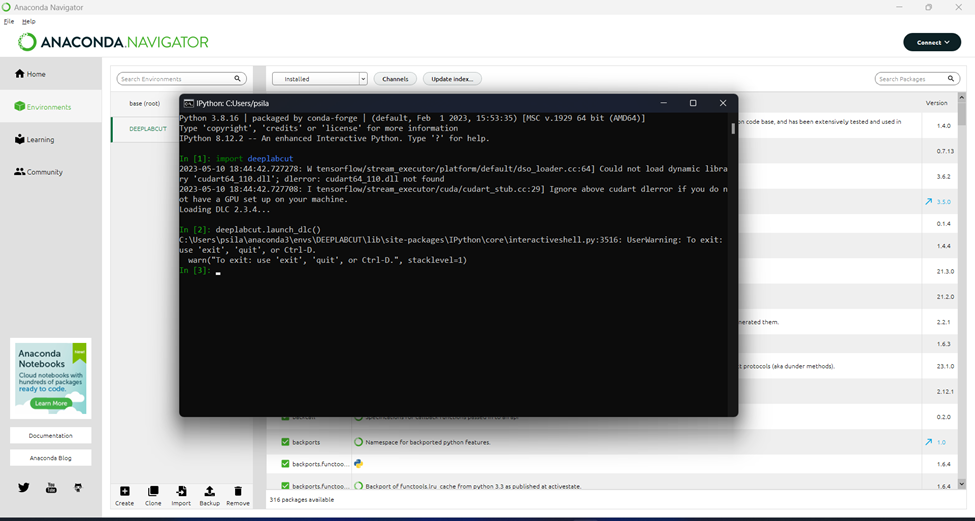 Anaconda Navigator
File Help
ANACONDA.NAVIGATOR
Connect
Home
Environments
Learning
Community
Search Environments
base (root)
DEEPLABCUT
Installed
Channels
Update index...
Search Packages
Version
on code base, and has been extensively tested and used in
1.4.0
0.7.13
3.6.2
3.5.0
0.1.4
1.4.4
21.3.0
21.2.0
nerated them.
2.2.1
1.6.3
t protocols (aka dunder methods).
23.1.0
2.12.1
0.2.0
IPython: C:Users/psila
Python 3.8.16 | packaged by conda-forge | (default, Feb  1 2023, 15:53:35) [MSC v.1929 64 bit (AMD64)]
Type 'copyright', 'credits' or 'license' for more information
IPython 8.12.2 -- An enhanced Interactive Python. Type '?' for help.
In [1]: import deeplabcut
2023-05-10 18:44:42.727278: W tensorflow/stream_executor/platform/default/dso_loader.cc:64] Could not load dynamic libra
ry 'cudart64_110.dll'; dlerror: cudart64_110.dll not found
2023-05-10 18:44:42.727708: I tensorflow/stream_executor/cuda/cudart_stub.cc:29] Ignore above cudart dlerror if you do n
ot have a GPU set up on your machine.
Loading DLC 2.3.4...
In [2]: deeplabcut.launch_dlc()
C:\Users\psila\anaconda3\envs\DEEPLABCUT\lib\site-packages\IPython\core\interactiveshell.py:3516: UserWarning: To exit:
use 'exit', 'quit', or Ctrl-D.
warn("To exit: use 'exit', 'quit', or Ctrl-D.", stacklevel=1)
In [3]:
backports Namespace for backported python features. 1.0
backports.functoo... 1.6.4
backports.functoo... Backport of functools.lru_cache from python 3.3 as published at activestate. 1.6.4
316 packages available
Anaconda
Notebooks
New!
Cloud notebooks with
hundreds of packages
ready to code.
Learn More
Documentation
Anaconda Blog
You
Tube
Create Clone Import Backup Remove